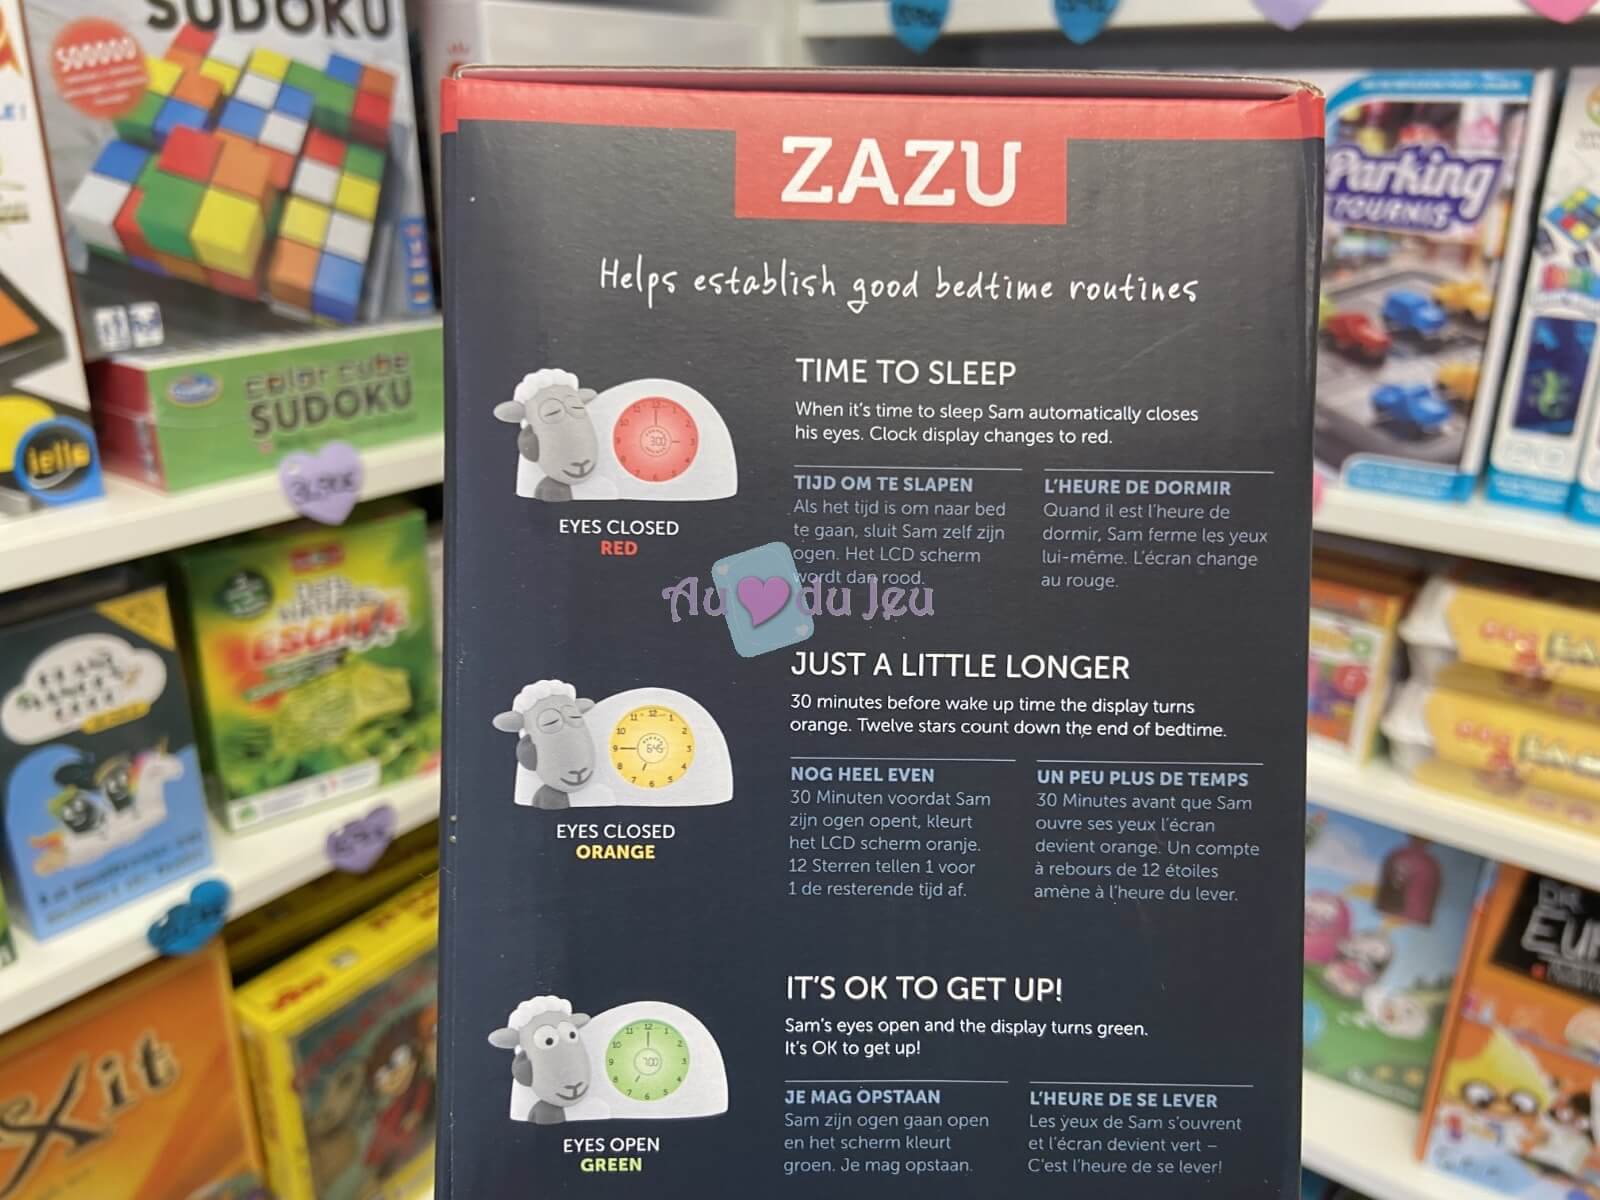 SUDOKU
500000
color cube
SUDOKU
iello
ZAZU
Helps establish good bedtime routines
TIME TO SLEEP
When it's time to sleep Sam automatically closes
his eyes. Clock display changes to red.
EYES CLOSED
RED
TIJD OM TE SLAPEN
Als het tijd is om naar bed
te gaan, sluit Sam zelf zijn
ogen. Het LCD scherm
wordt dan rood.
L'HEURE DE DORMIR
Quand il est l'heure de
dormir, Sam ferme les yeux
lui-même. L'écran change
au rouge.
Au du Jeu
JUST A LITTLE LONGER
30 minutes before wake up time the display turns
orange. Twelve stars count down the end of bedtime.
EYES CLOSED
ORANGE
NOG HEEL EVEN
30 Minuten voordat Sam
zijn ogen opent, kleurt
het LCD scherm oranje.
12 Sterren tellen 1 voor
1 de resterende tijd af.
UN PEU PLUS DE TEMPS
30 Minutes avant que Sam
ouvre ses yeux l'écran
devient orange. Un compte
à rebours de 12 étoiles
amène à l'heure du lever.
IT'S OK TO GET UP!
Sam's eyes open and the display turns green.
It's OK to get up!
EYES OPEN
GREEN
JE MAG OPSTAAN
Sam zijn ogen gaan open
en het scherm kleurt
groen. Je mag opstaan.
L'HEURE DE SE LEVER
Les yeux de Sam s'ouvrent
et l'écran devient vert –
C'est l'heure de se lever!
Parking
TOURNIS